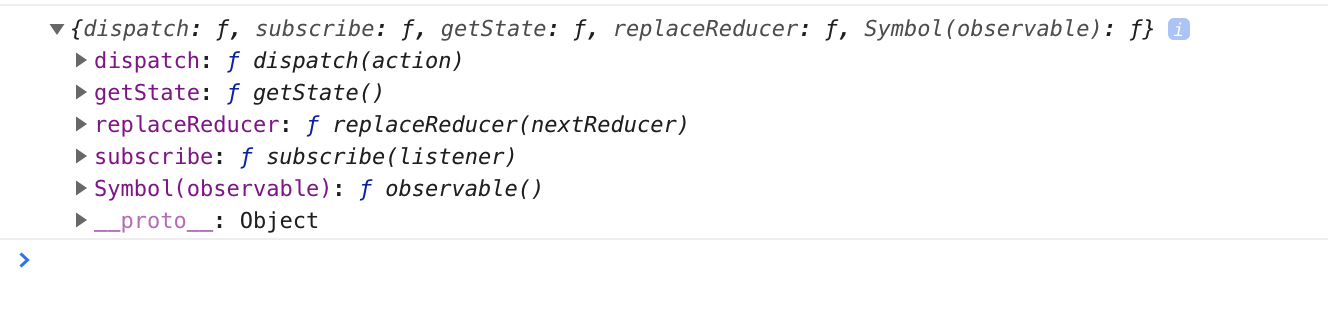 {dispatch: ƒ, subscribe: ƒ, getState: ƒ, replaceReducer: ƒ, Symbol(observable): ƒ} i
dispatch: ƒ dispatch(action)
getState: ƒ getState()
replaceReducer: ƒ replaceReducer(nextReducer)
subscribe: ƒ subscribe(listener)
Symbol(observable): ƒ observable()
__proto__: Object